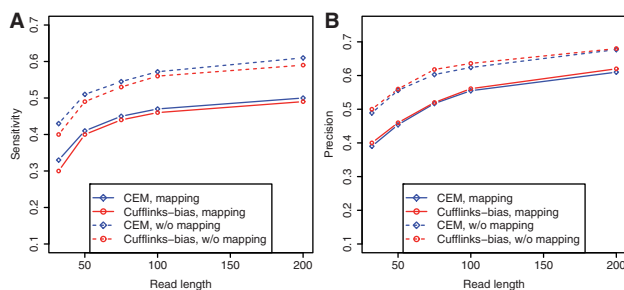 A
Sensitivity
0.7
0.6
0.5
0.4
0.3
0.2
0.1
CEM, mapping
Cufflinks-bias, mapping
CEM, w/o mapping
Cufflinks-bias, w/o mapping
50 100 150 200
Read length
B
Precision
0.7
0.6
0.5
0.4
0.3
0.2
0.1
CEM, mapping
Cufflinks-bias, mapping
CEM, w/o mapping
Cufflinks-bias, w/o mapping
50 100 150 200
Read length